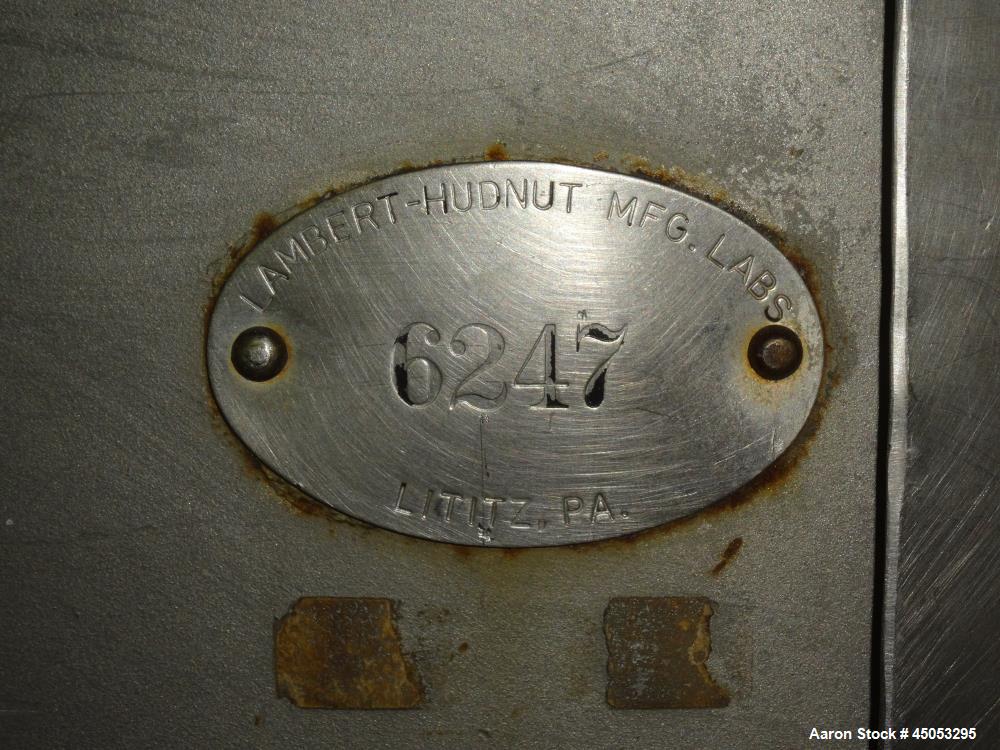 LAMBERT-HUDNUT MFG. LABS
6247
LITITZ, PA.
Aaron Stock # 45053295